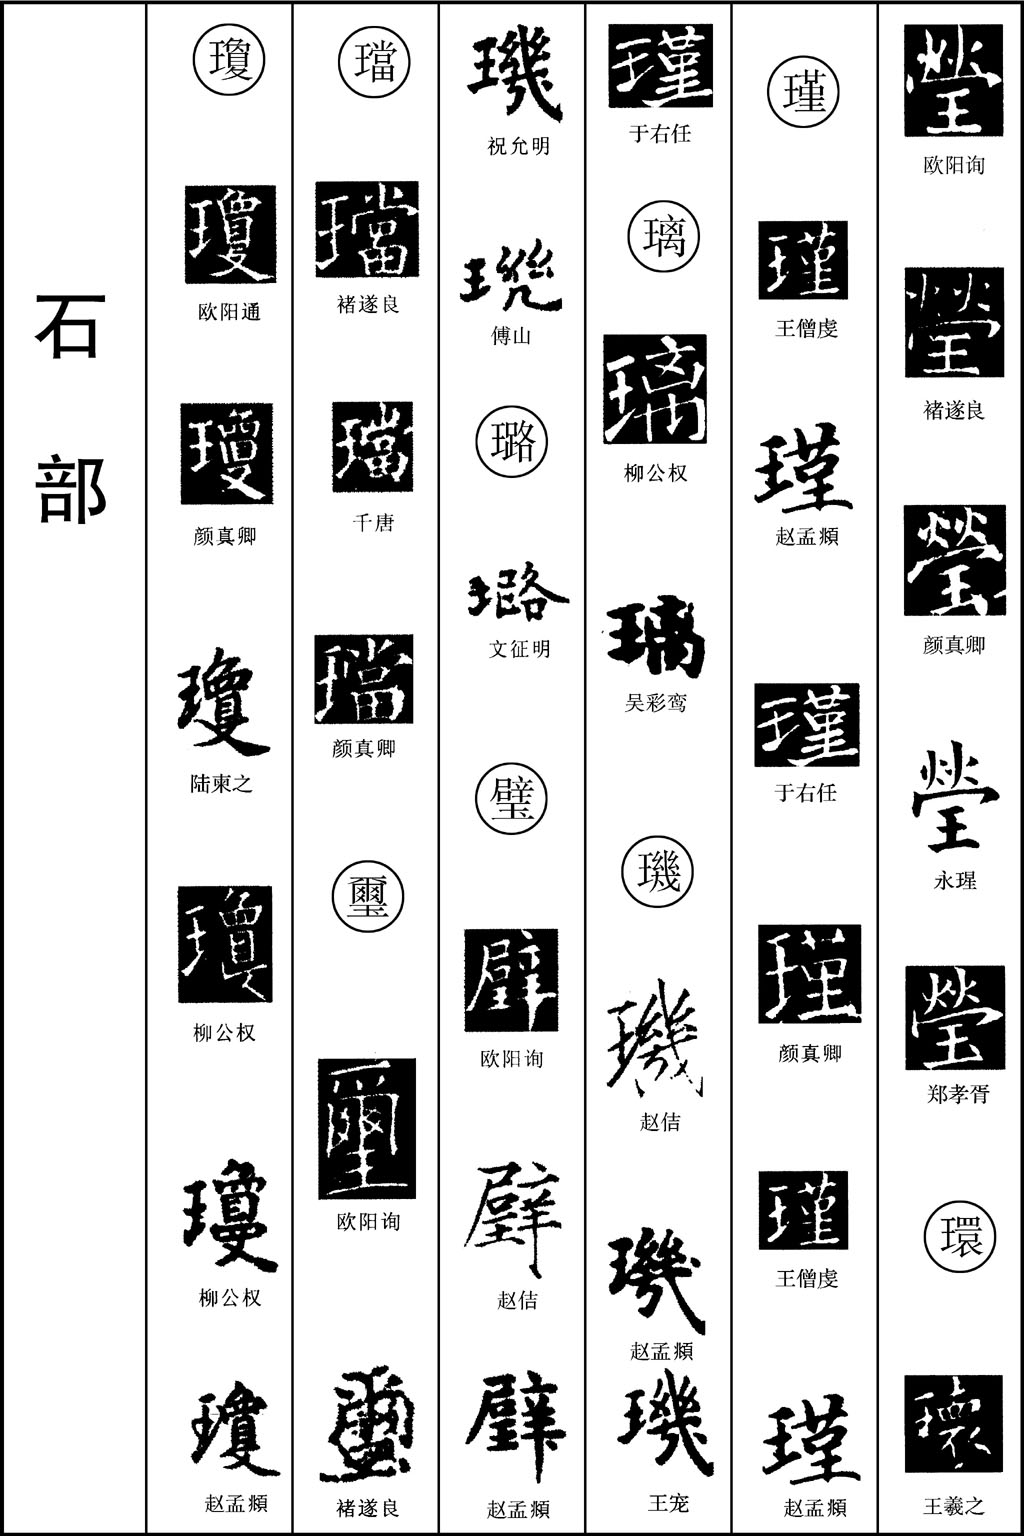 瑩
欧阳询
瑩
褚遂良
瑩
颜真卿
瑩
永瑆
瑩
郑孝胥
環
環
王羲之
瑾
瑾
王僧虔
瑾
赵孟頫
瑾
于右任
瑾
颜真卿
瑾
王僧虔
瑾
赵孟頫
瑾
于右任
璃
璃
柳公权
璃
吴彩鸾
璣
璣
赵佶
璣
赵孟頫
璣
王宠
璣
祝允明
璣
傅山
璐
璐
文征明
璧
璧
欧阳询
璧
赵佶
璧
赵孟頫
璫
璫
褚遂良
璫
千唐
璫
颜真卿
璽
璽
欧阳询
璽
褚遂良
瓊
瓊
欧阳通
瓊
颜真卿
瓊
陆柬之
瓊
柳公权
瓊
柳公权
瓊
赵孟頫
石部